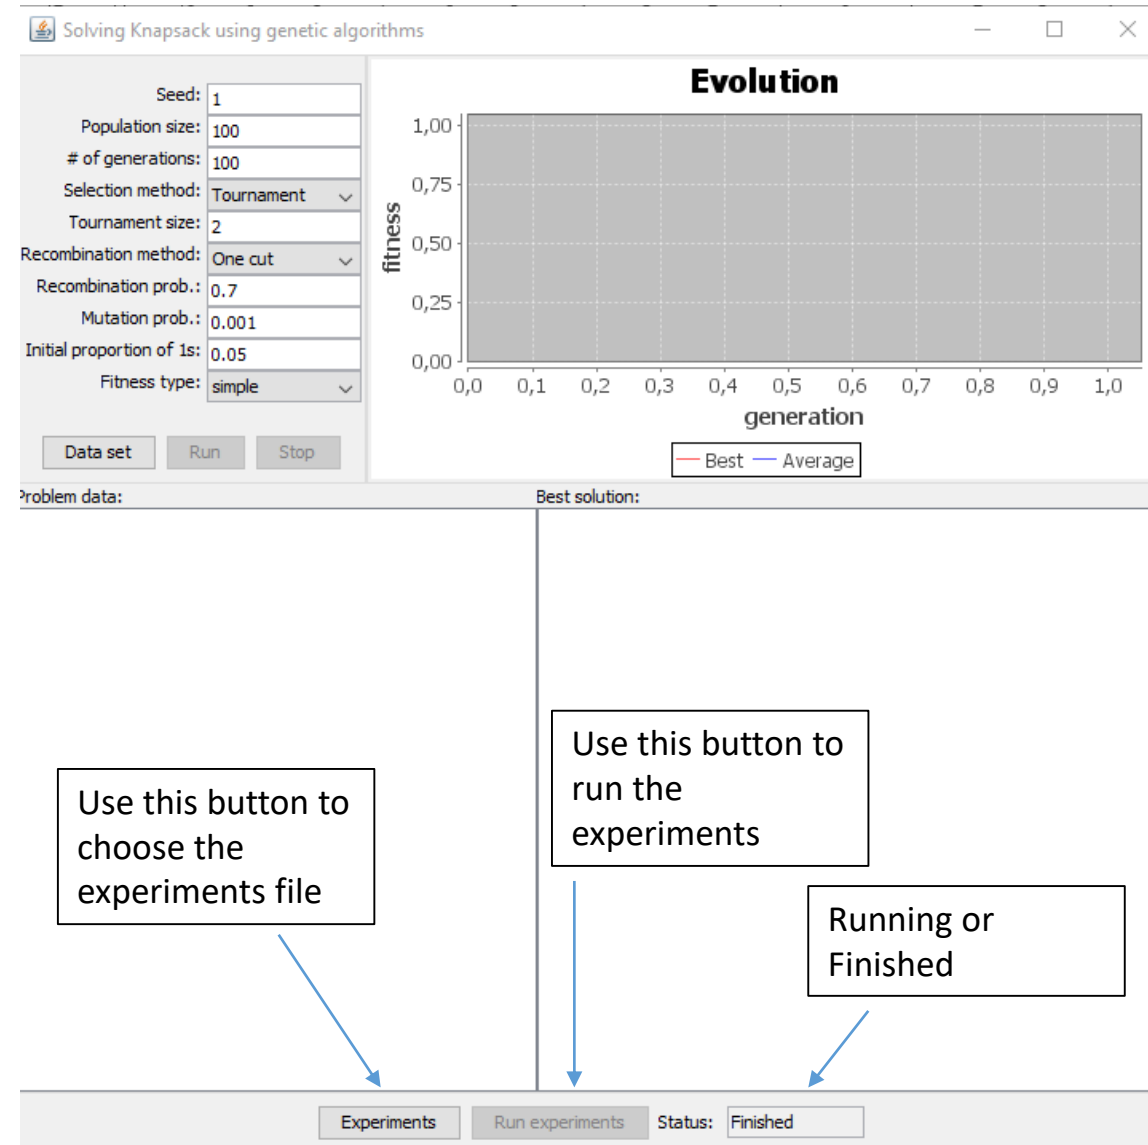 Solving Knapsack using genetic algorithms
Seed: 1
Population size: 100
# of generations: 100
Selection method: Tournament
Tournament size: 2
Recombination method: One cut
Recombination prob.: 0.7
Mutation prob.: 0.001
Initial proportion of 1s: 0.05
Fitness type: simple
Data set Run Stop
Evolution
1,00
0,75
0,50
0,25
0,00
fitness
0,0 0,1 0,2 0,3 0,4 0,5 0,6 0,7 0,8 0,9 1,0
generation
Best Average
Problem data:
Best solution:
Use this button to
choose the
experiments file
Use this button to
run the
experiments
Running or
Finished
Experiments Run experiments Status: Finished